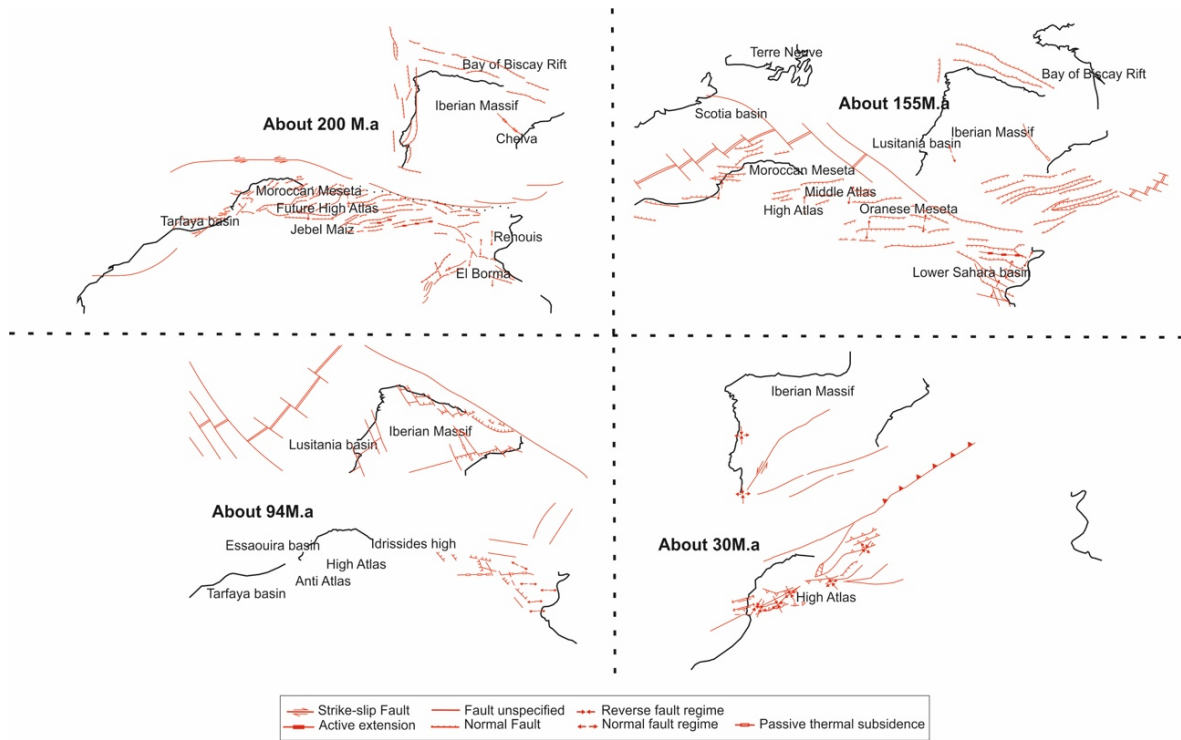 Bay of Biscay Rift
Iberian Massif
About 200 M.a
Chelva
Moroccan Meseta
Future High Atlas
Tarfaya basin
Jebel Maiz
Rehouis
El Borma
Terre Neuve
Bay of Biscay Rift
About 155M.a
Scotia basin
Lusitania basin
Iberian Massif
Moroccan Meseta
Middle Atlas
High Atlas
Oranese Meseta
Lower Sahara basin
Iberian Massif
Lusitania basin
About 94M.a
Essaouira basin
Idrissides high
High Atlas
Anti Atlas
Tarfaya basin
Iberian Massif
About 30M.a
High Atlas
Strike-slip Fault
Fault unspecified
Reverse fault regime
Active extension
Normal Fault
Normal fault regime
Passive thermal subsidence